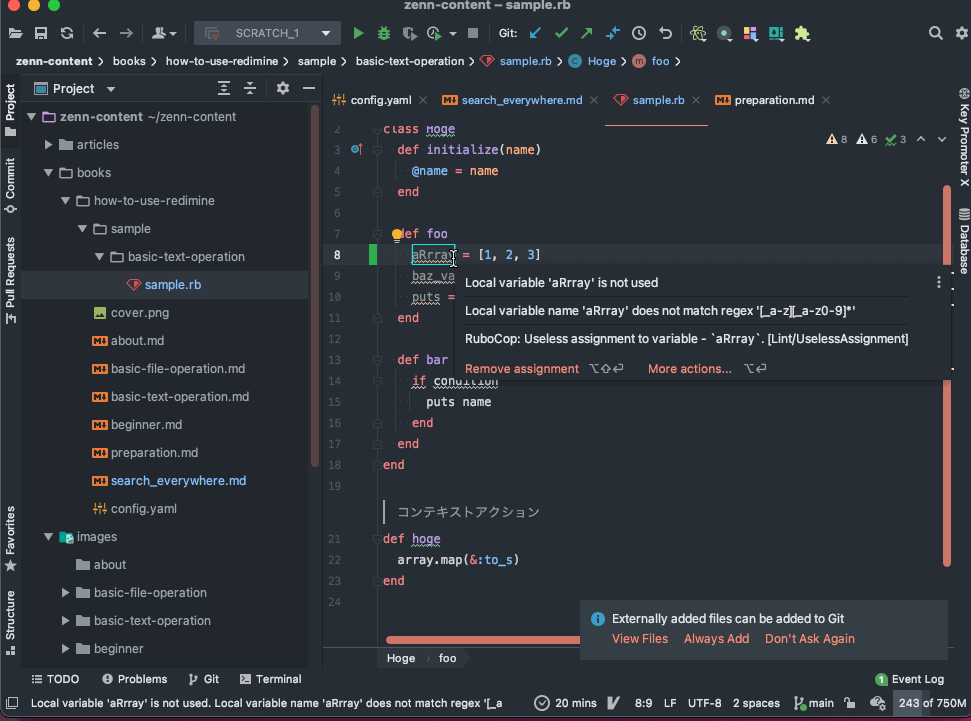 zenn-content – sample.rb
SCRATCH_1 Git:
zenn-content books how-to-use-redimine sample basic-text-operation sample.rb Hoge foo
Project
config.yaml search_everywhere.md sample.rb preparation.md
Project
Commit
Pull Requests
Favorites
Structure
Key Promoter X
Database
zenn-content ~/zenn-content
articles
books
how-to-use-redimine
sample
basic-text-operation
sample.rb
cover.png
about.md
basic-file-operation.md
basic-text-operation.md
beginner.md
preparation.md
search_everywhere.md
config.yaml
images
about
basic-file-operation
basic-text-operation
beginner
8 6 3
2 class Hoge
3 def initialize(name)
4 @name = name
5 end
6
7 def foo
8 aRrray = [1, 2, 3]
9 baz_va
10 puts =
11 end
12
13 def bar
14 if condition
15 puts name
16 end
17 end
18 end
19
コンテキストアクション
21 def hoge
22 array.map(&:to_s)
23 end
24
Local variable 'aRrray' is not used
Local variable name 'aRrray' does not match regex '[_a-z][_a-z0-9]*'
RuboCop: Useless assignment to variable - `aRrray`. [Lint/UselessAssignment]
Remove assignment ⌥⇧⏎ More actions... ⌥⏎
Externally added files can be added to Git
View Files Always Add Don't Ask Again
Hoge foo
TODO Problems Git Terminal 1 Event Log
Local variable 'aRrray' is not used. Local variable name 'aRrray' does not match regex '[_a 20 mins 8:9 LF UTF-8 2 spaces main 243 of 750M